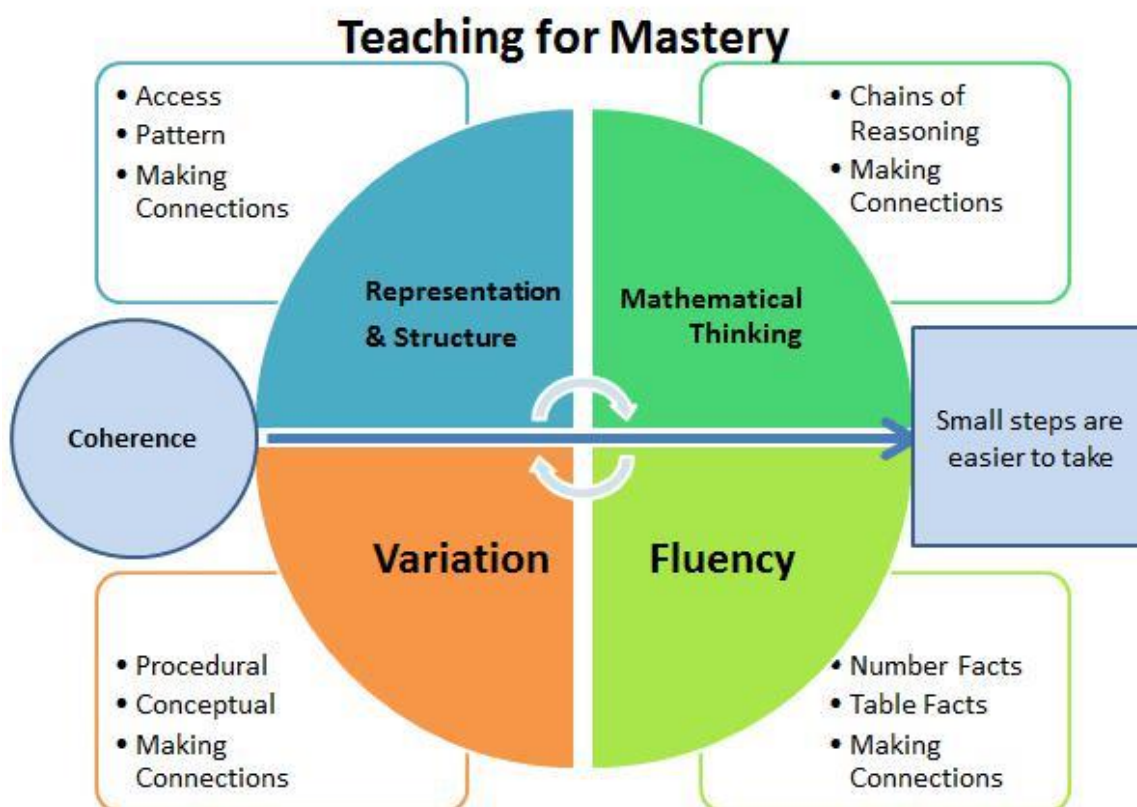 Teaching for Mastery
• Access
• Pattern
• Making
Connections
• Chains of
Reasoning
• Making
Connections
Representation
& Structure
Mathematical
Thinking
Coherence
Small steps are
easier to take
Variation
Fluency
• Procedural
• Conceptual
• Making
Connections
• Number Facts
• Table Facts
• Making
Connections